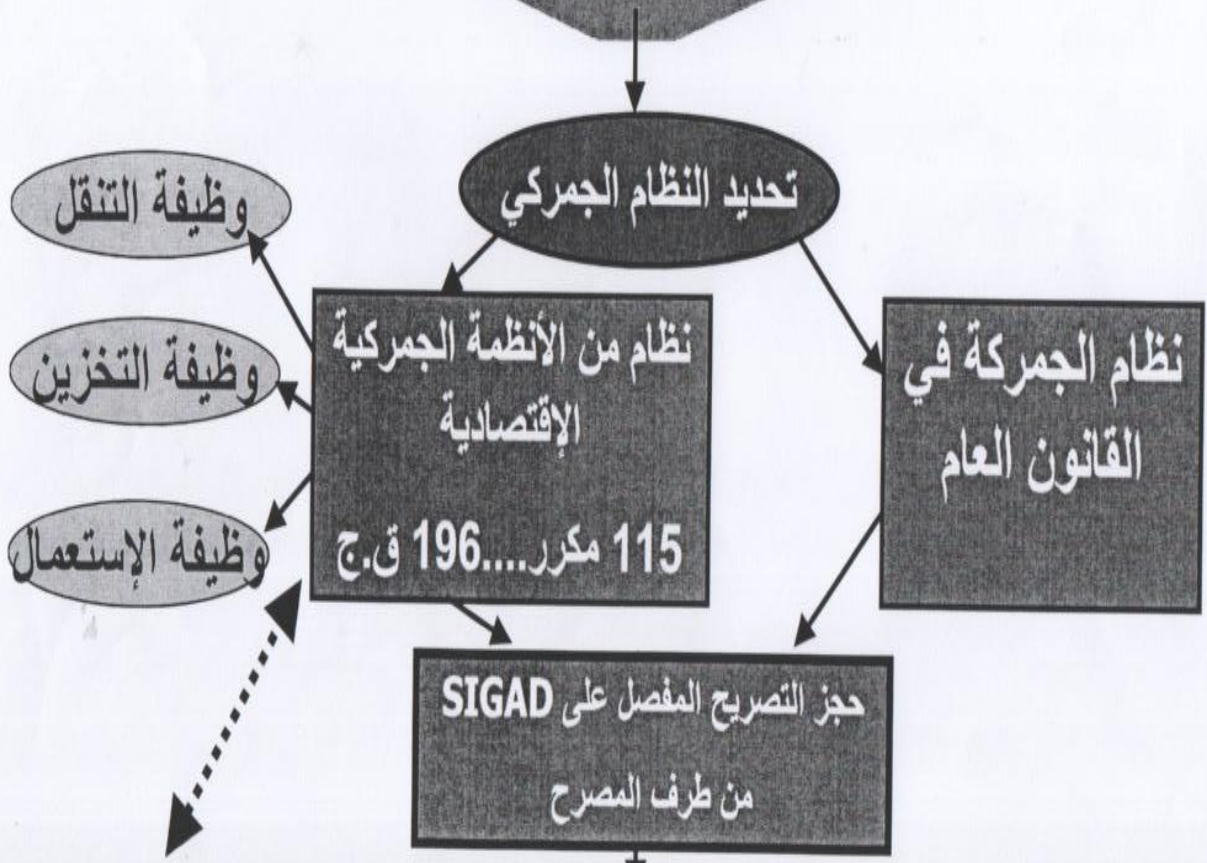 تحديد النظام الجمركي
نظام الجمركة في
القانون العام
نظام من الأنظمة الجمركية
الإقتصادية
115 مكرر....196 ق.ج
وظيفة التنقل
وظيفة التخزين
وظيفة الإستعمال
حجز التصريح المفصل على SIGAD
من طرف المصرح